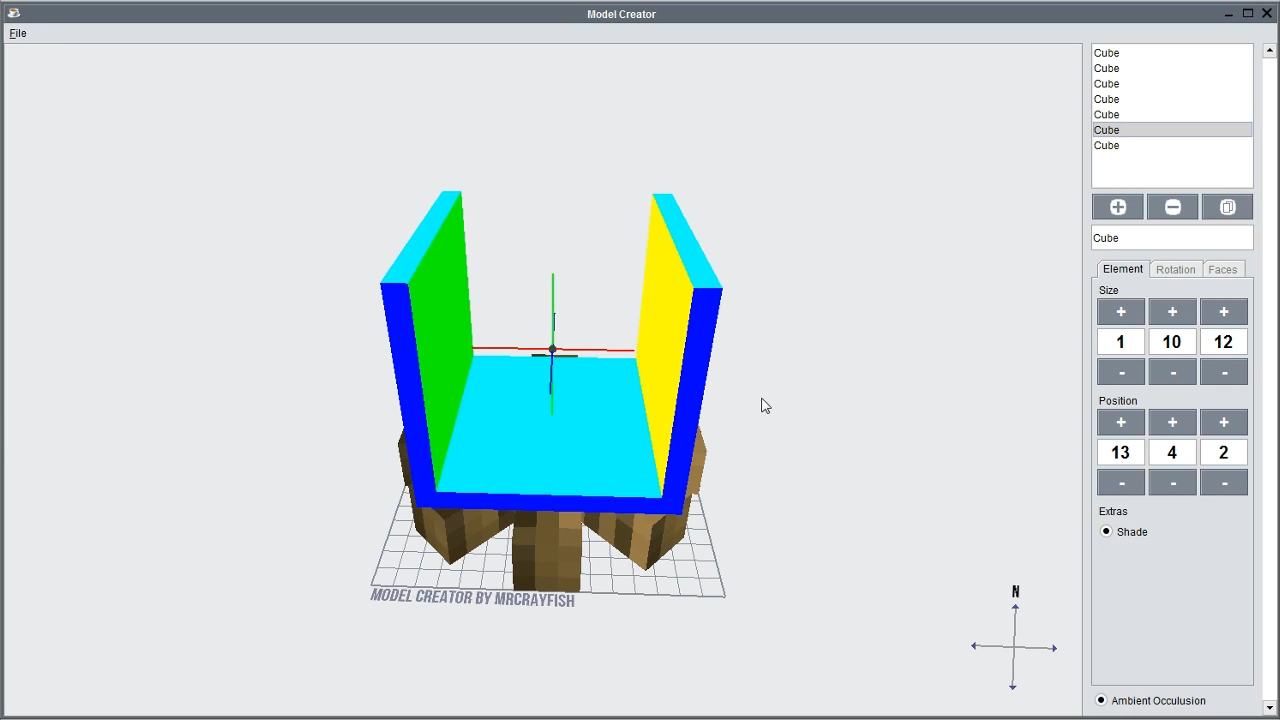 Model Creator
File
Cube
Cube
Cube
Cube
Cube
Cube
Cube
Cube
Element Rotation Faces
Size
+ + +
1 10 12
- - -
Position
+ + +
13 4 2
- - -
Extras
Shade
N
MODEL CREATOR BY MRCRAYFISH
Ambient Occulusion